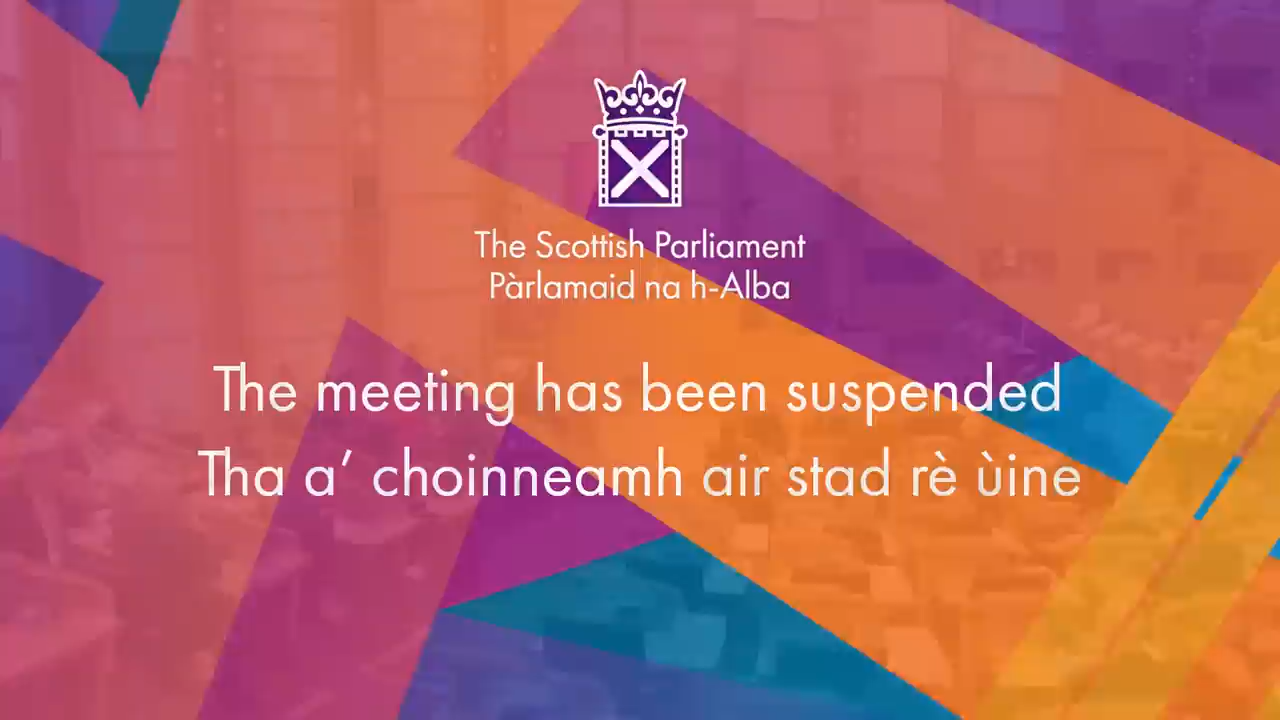 The Scottish Parliament
Pàrlamaid na h-Alba
The meeting has been suspended
Tha a’ choinneamh air stad rè ùine